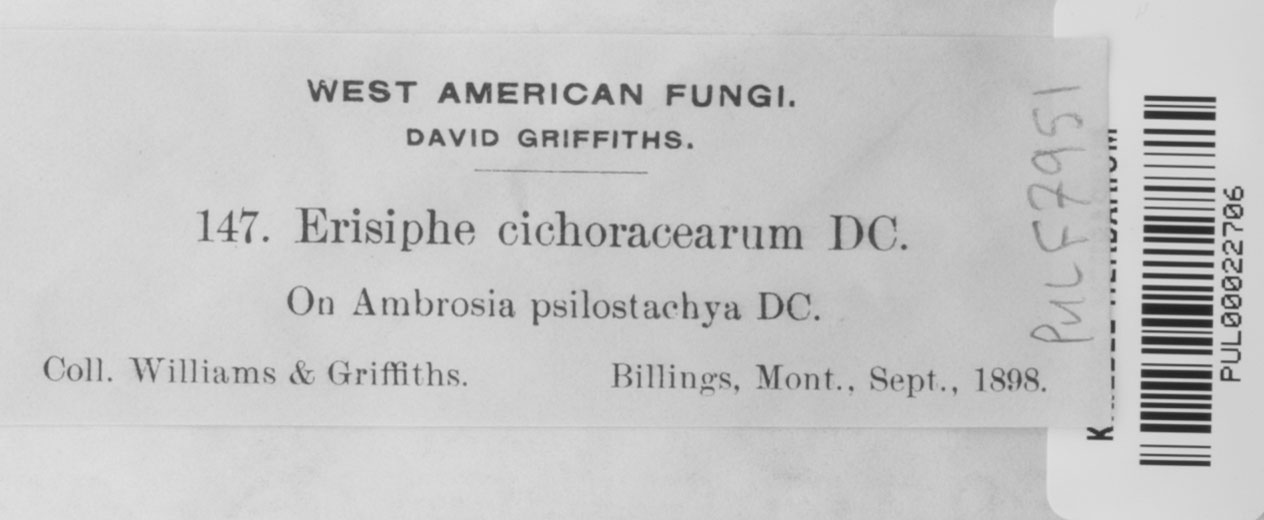 WEST AMERICAN FUNGI.
DAVID GRIFFITHS.
147. Erisiphe cichoracearum DC.
On Ambrosia psilostachya DC.
Coll. Williams & Griffiths. Billings, Mont., Sept., 1898.
PUL F7951
PUL00022706